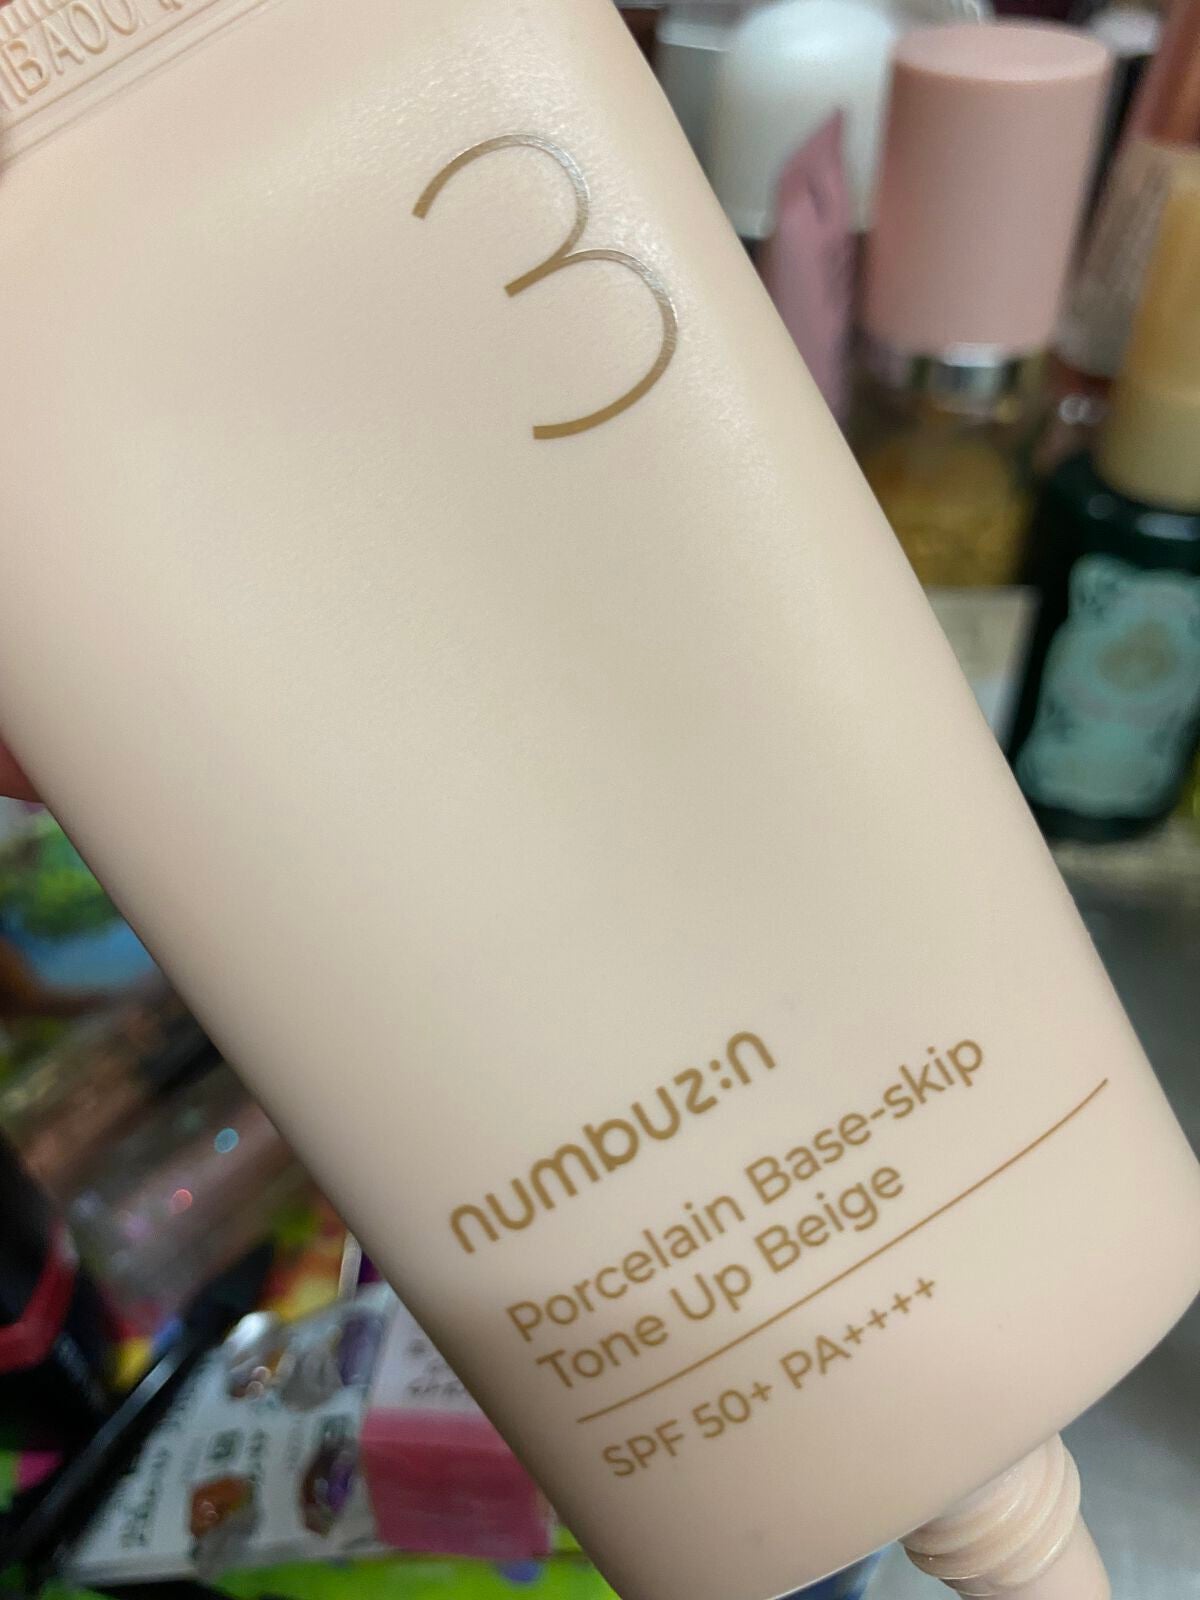 3
numbuz:n
Porcelain Base-skip
Tone Up Beige
SPF 50+ PA++++